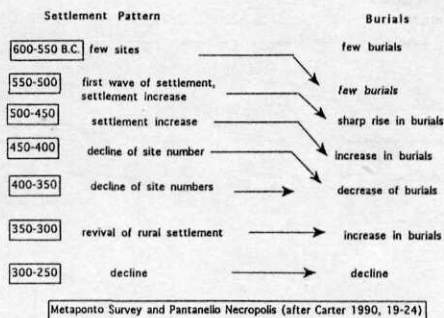 Settlement Pattern Burials
600-550 B.C. few sites few burials
550-500 first wave of settlement, settlement increase few burials
500-450 settlement increase sharp rise in burials
450-400 decline of site number increase in burials
400-350 decline of site numbers decrease of burials
350-300 revival of rural settlement increase in burials
300-250 decline decline
Metaponto Survey and Pantanello Necropolis (after Carter 1990, 19-24)